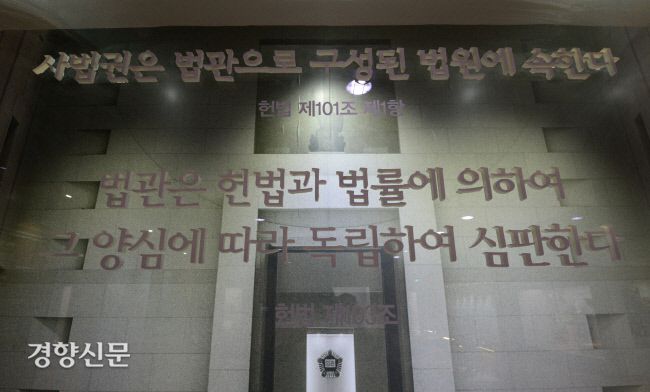 사법권은 법관으로 구성된 법원에 속한다
헌법 제101조 제1항
법관은 헌법과 법률에 의하여
그 양심에 따라 독립하여 심판한다
헌법 제103조
경향신문